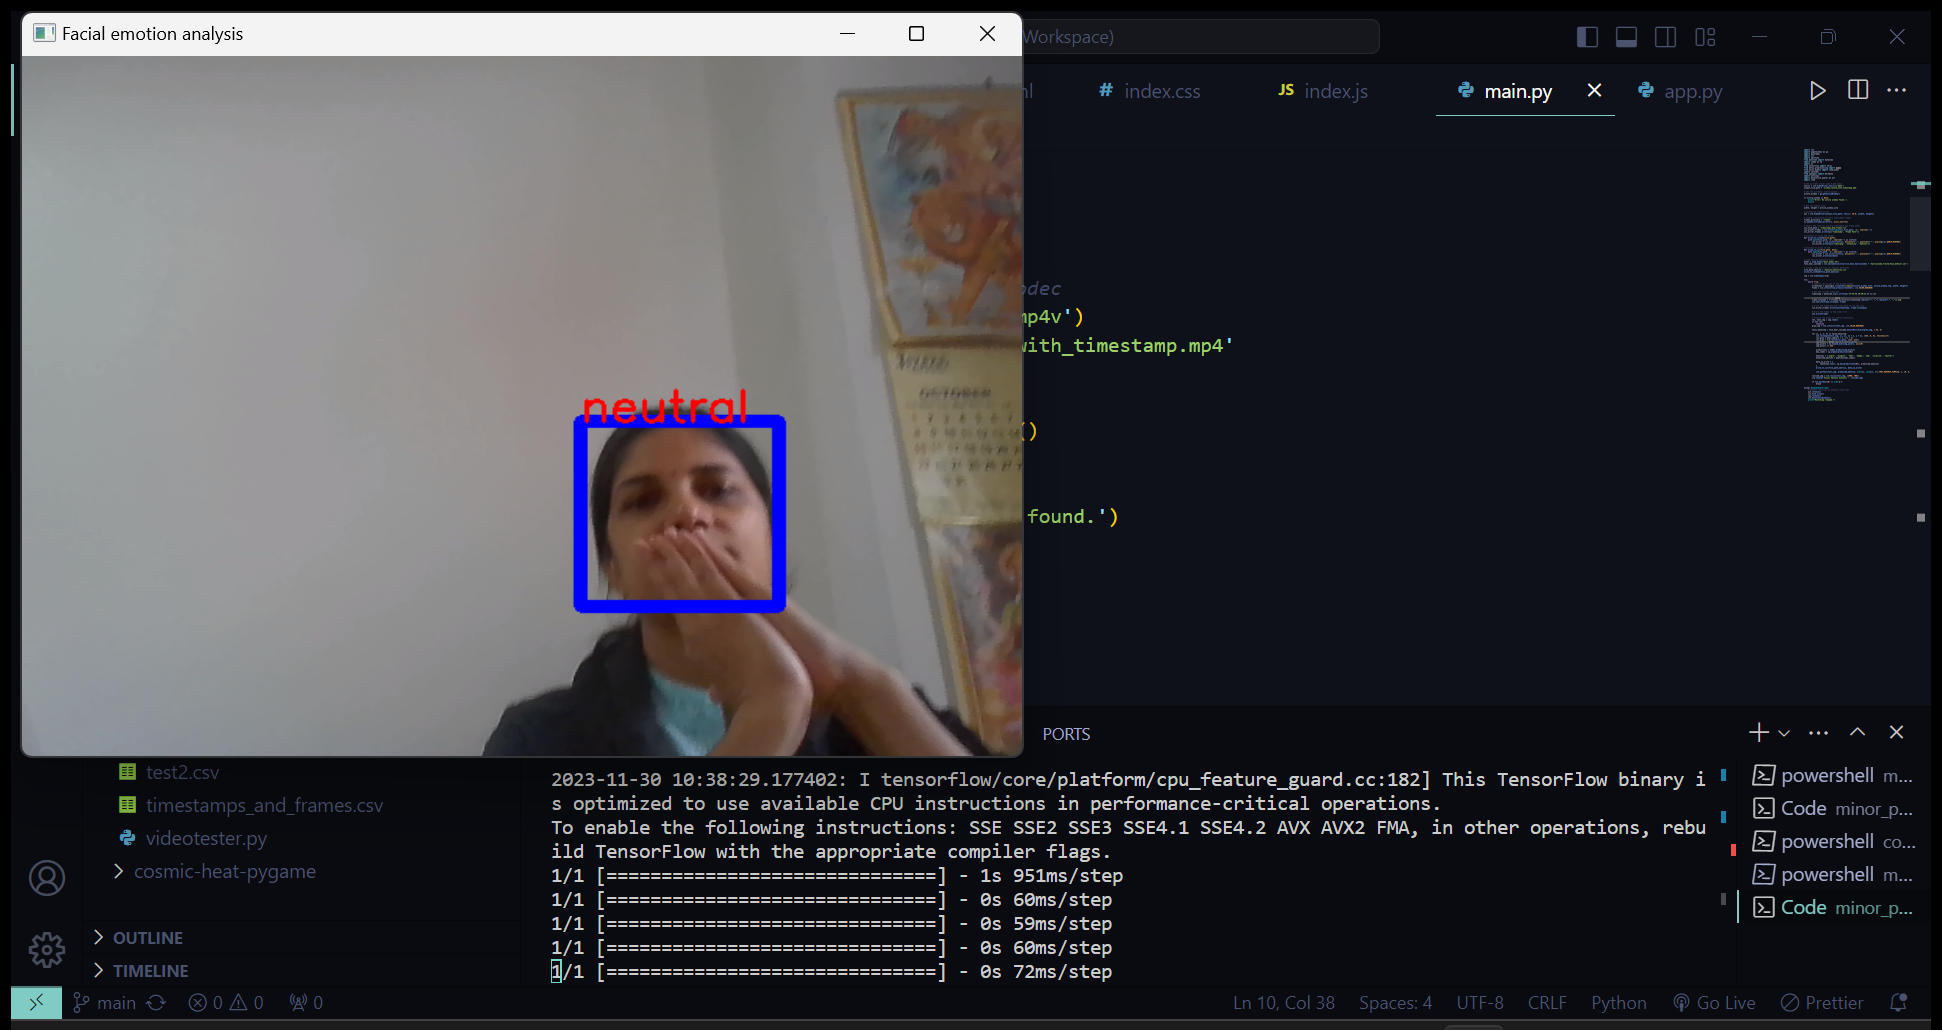 Facial emotion analysis
Workspace)
index.css
JS index.js
main.py
app.py
neutral
OCTOBER
mp4v')
with_timestamp.mp4'
()
found.')
PORTS
test2.csv
timestamps_and_frames.csv
videotester.py
cosmic-heat-pygame
OUTLINE
TIMELINE
2023-11-30 10:38:29.177402: I tensorflow/core/platform/cpu_feature_guard.cc:182] This TensorFlow binary i
s optimized to use available CPU instructions in performance-critical operations.
To enable the following instructions: SSE SSE2 SSE3 SSE4.1 SSE4.2 AVX AVX2 FMA, in other operations, rebu
ild TensorFlow with the appropriate compiler flags.
1/1 [==============================] - 1s 951ms/step
1/1 [==============================] - 0s 60ms/step
1/1 [==============================] - 0s 59ms/step
1/1 [==============================] - 0s 60ms/step
1/1 [==============================] - 0s 72ms/step
powershell m...
Code minor_p...
powershell co...
powershell m...
Code minor_p...
main
0 0
0
Ln 10, Col 38
Spaces: 4
UTF-8
CRLF
Python
Go Live
Prettier